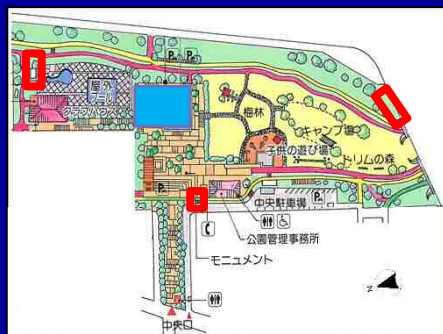 P
P
屋外
プール
クラブハウス
梅林
キャンプ場
子供の遊び場
ドリムの森
P
中央駐車場
P
公園管理事務所
モニュメント
中央口
N